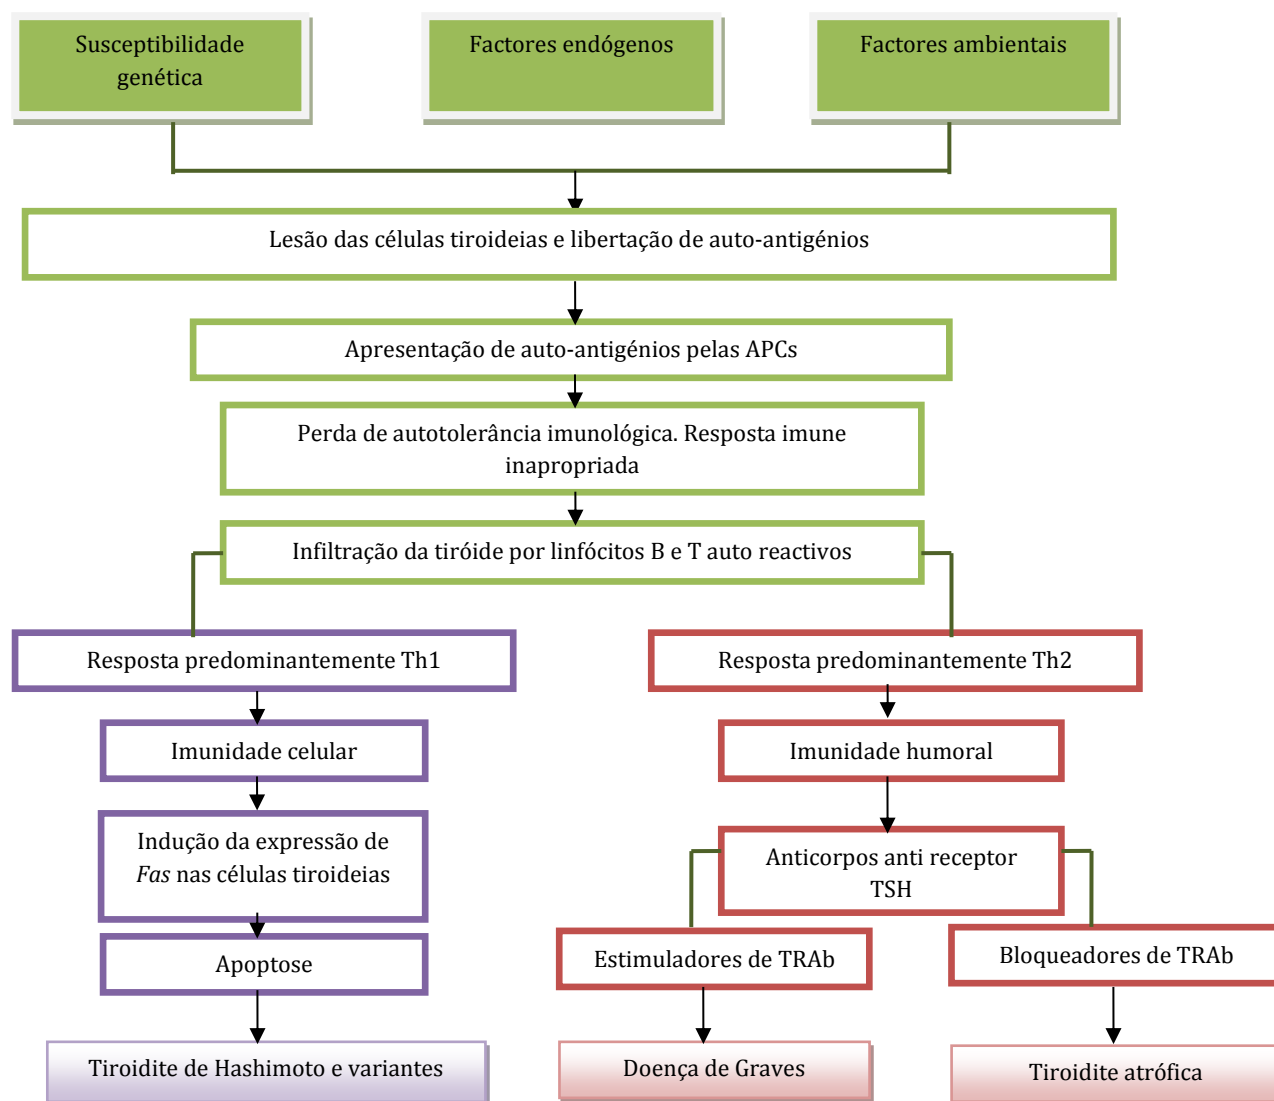 Susceptibilidade
genética
Factores endógenos
Factores ambientais
Lesão das células tiroideias e libertação de auto-antigénios
Apresentação de auto-antigénios pelas APCs
Perda de autotolerância imunológica. Resposta imune
inapropriada
Infiltração da tiróide por linfócitos B e T auto reactivos
Resposta predominantemente Th1
Imunidade celular
Indução da expressão de
Fas nas células tiroideias
Apoptose
Tiroidite de Hashimoto e variantes
Resposta predominantemente Th2
Imunidade humoral
Anticorpos anti receptor
TSH
Estimuladores de TRAb
Bloqueadores de TRAb
Doença de Graves
Tiroidite atrófica